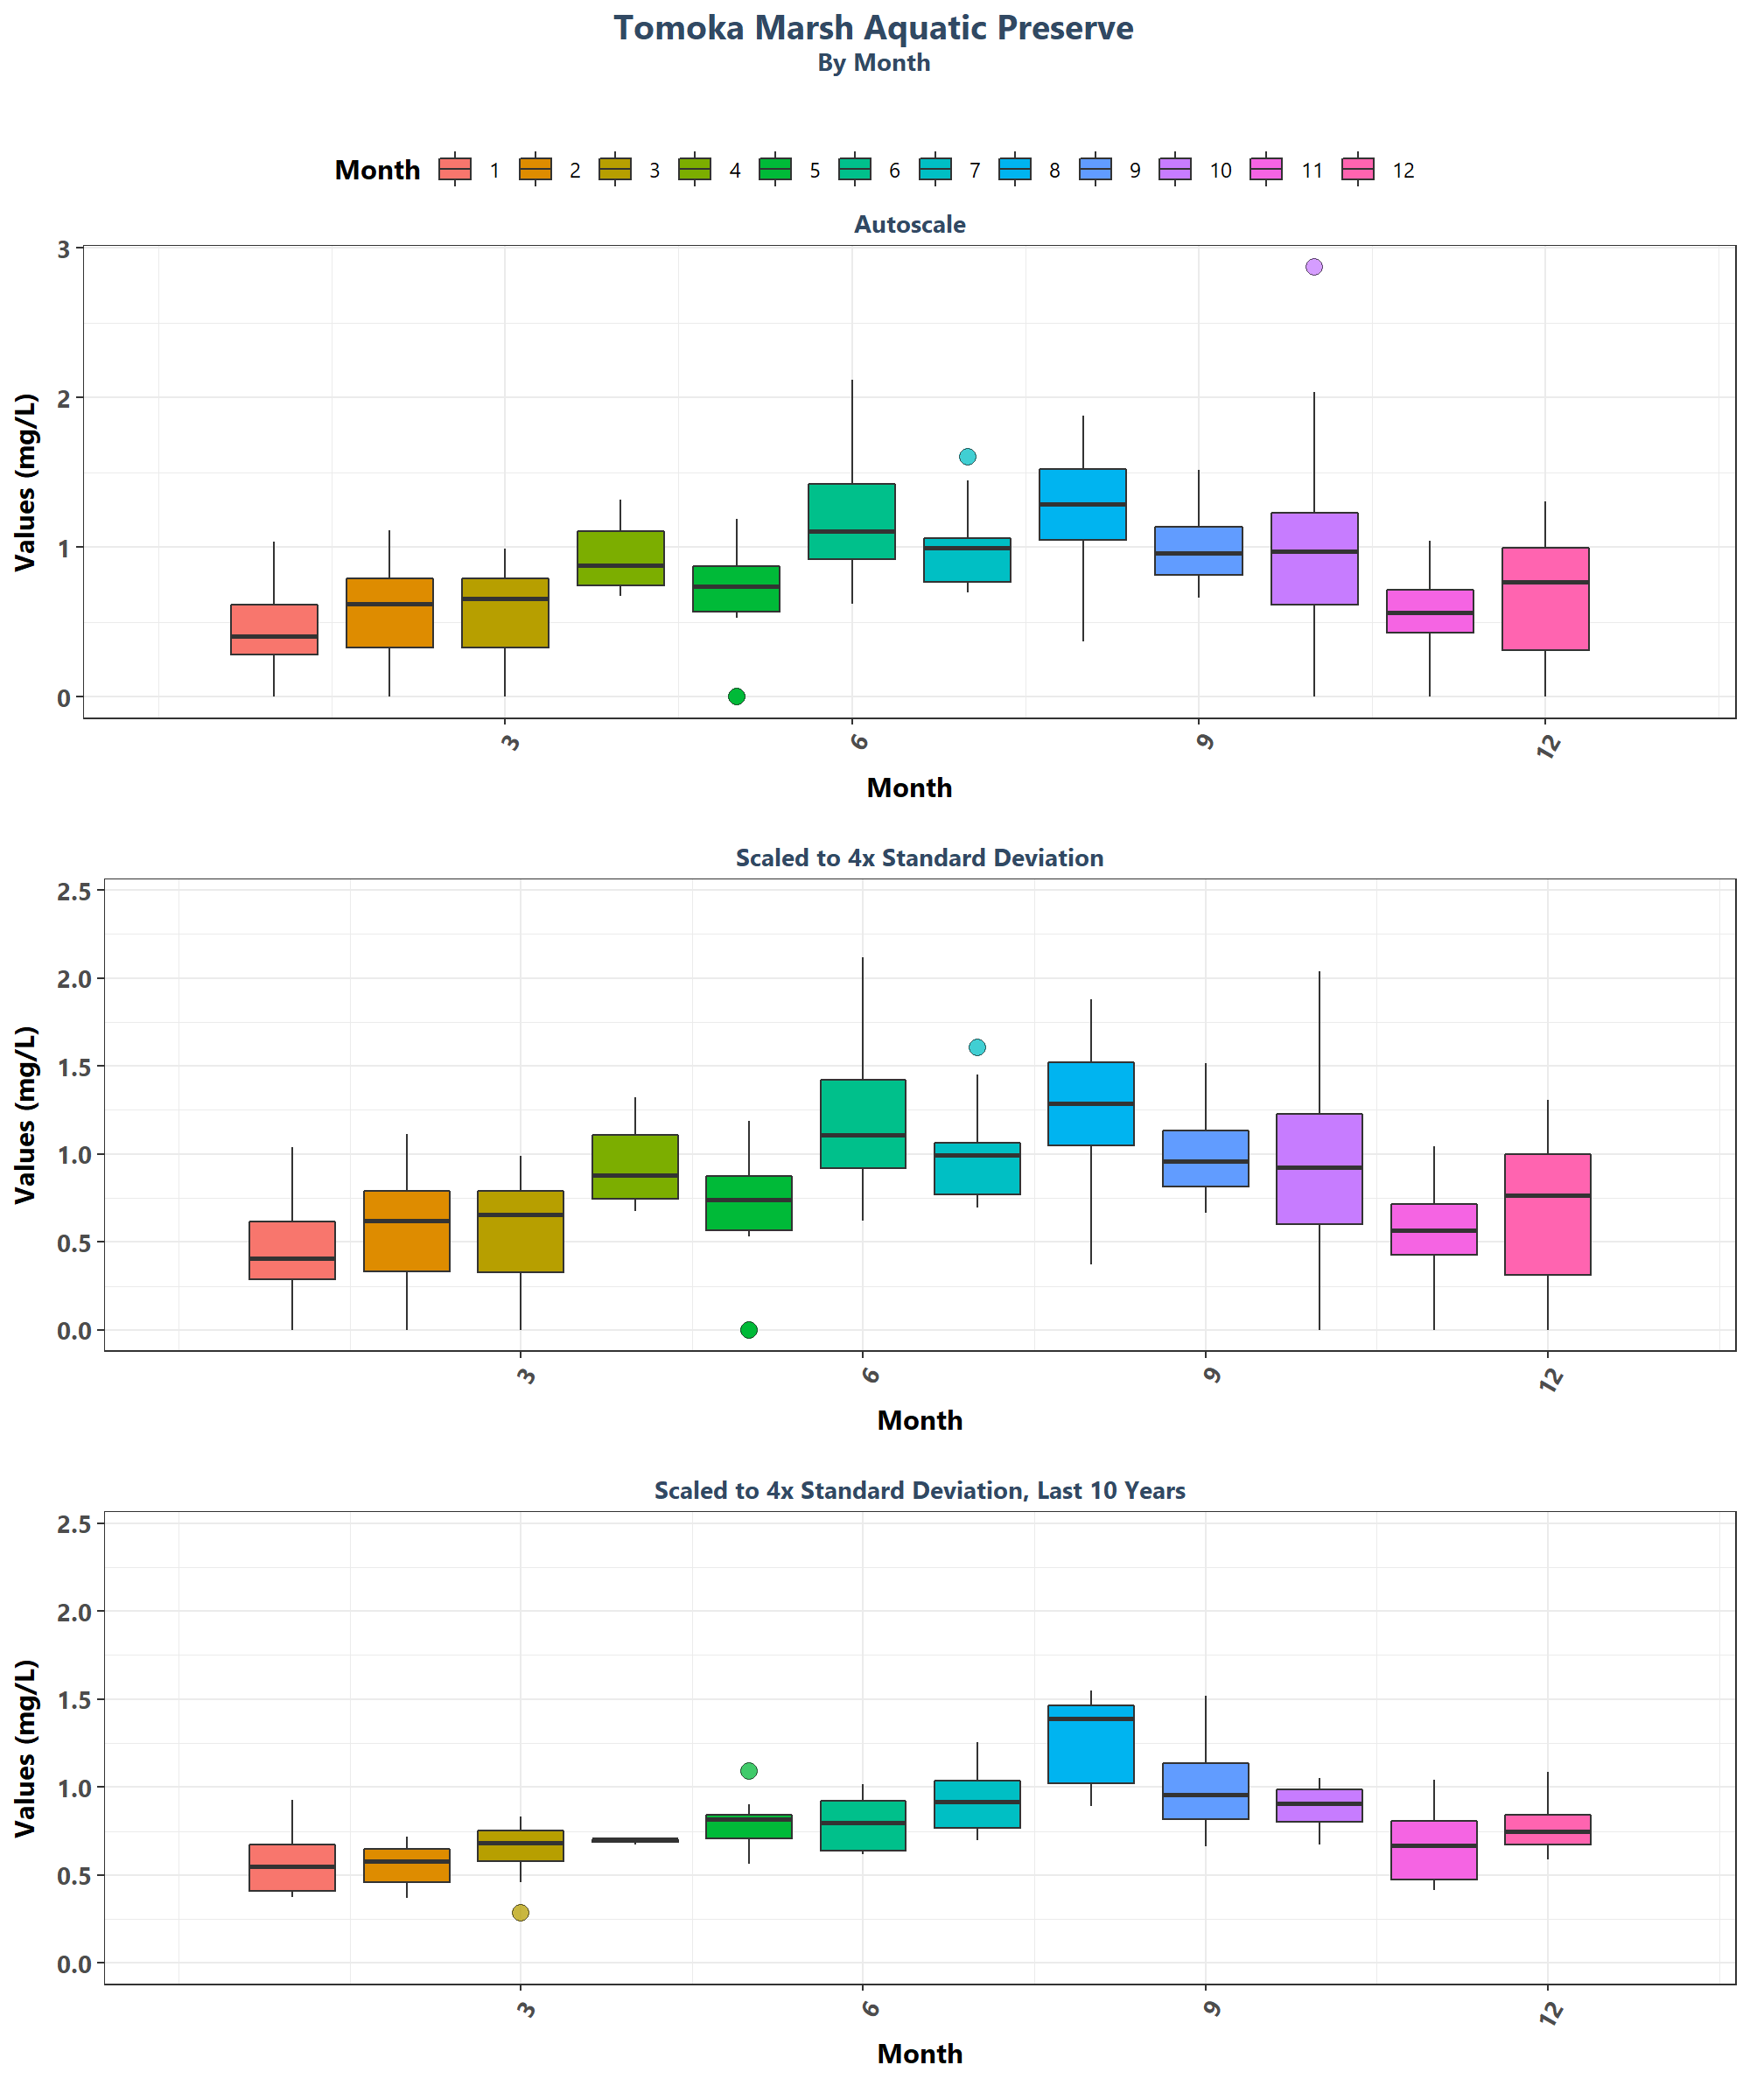 Tomoka Marsh Aquatic Preserve
By Month
Month 1 2 3 4 5 6 7 8 9 10 11 12
Autoscale
Values (mg/L)
3
2
1
0
3 6 9 12
Month
Scaled to 4x Standard Deviation
Values (mg/L)
2.5
2.0
1.5
1.0
0.5
0.0
3 6 9 12
Month
Scaled to 4x Standard Deviation, Last 10 Years
Values (mg/L)
2.5
2.0
1.5
1.0
0.5
0.0
3 6 9 12
Month